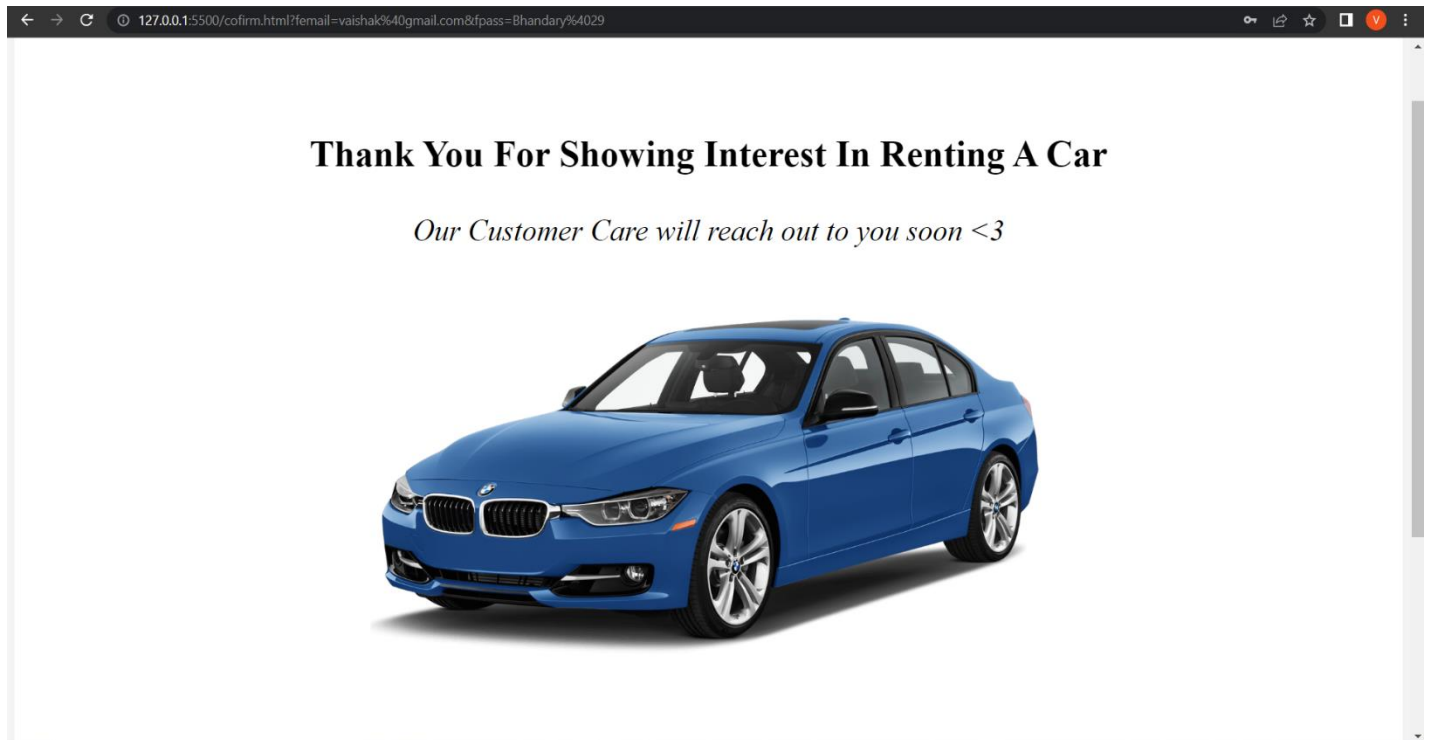 127.0.0.1:5500/cofirm.html?femail=vaishak%40gmail.com&fpass=Bhandary%4029
V
Thank You For Showing Interest In Renting A Car
Our Customer Care will reach out to you soon <3